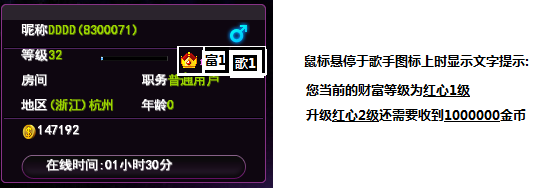 昵称DDDD(8300071)
等级32 富1 歌1
房间 职务普通用户
地区(浙江)杭州 年龄0
147192
在线时间:01小时30分
鼠标悬停于歌手图标上时显示文字提示:
您当前的财富等级为红心1级
升级红心2级还需要收到1000000金币